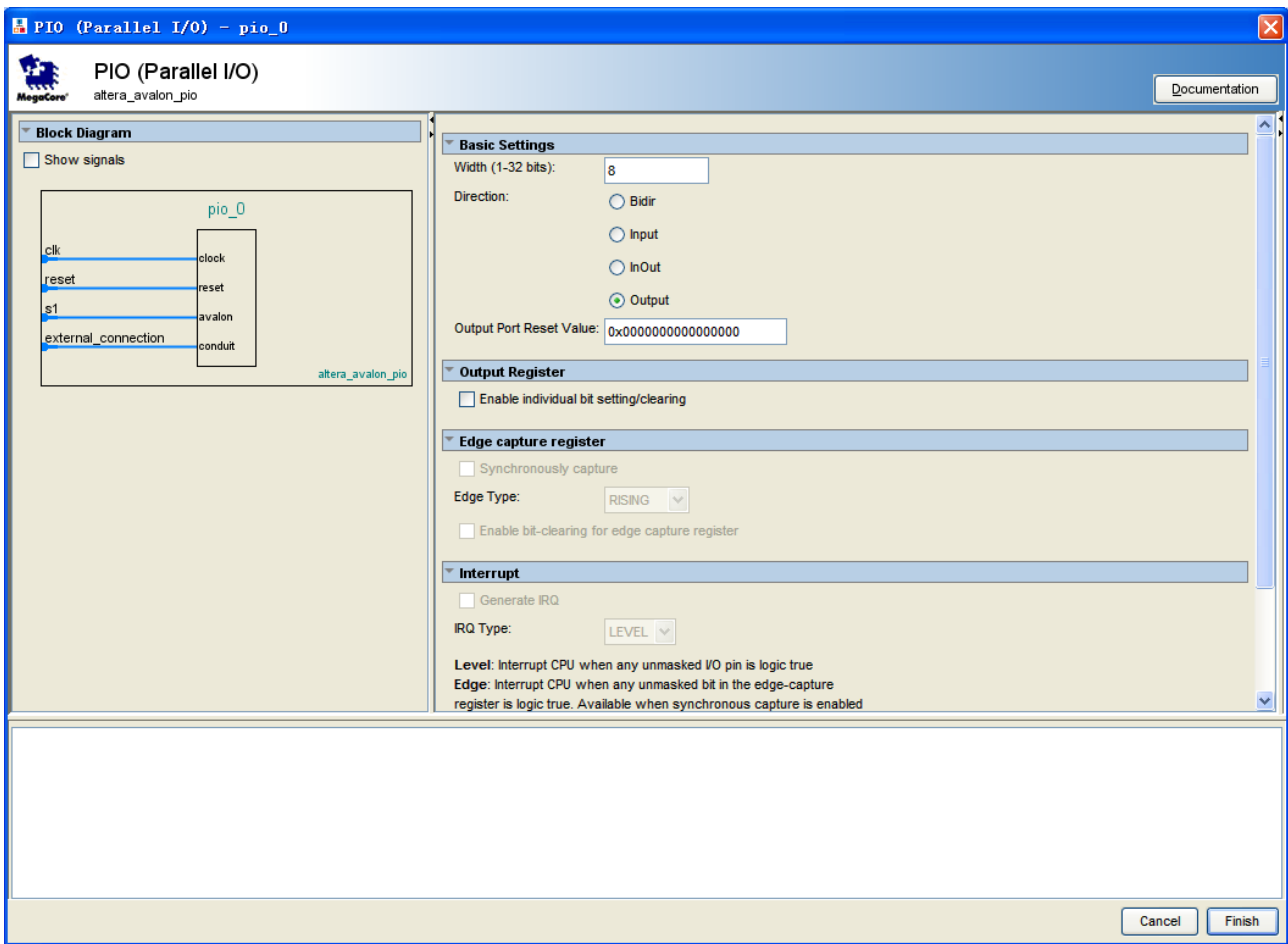 PIO (Parallel I/O) - pio_0
MegaCore®
PIO (Parallel I/O)
altera_avalon_pio
Documentation
Block Diagram
Show signals
pio_0
clk
clock
reset
reset
s1
avalon
external_connection
conduit
altera_avalon_pio
Basic Settings
Width (1-32 bits): 8
Direction: Bidir
Input
InOut
Output
Output Port Reset Value: 0x0000000000000000
Output Register
Enable individual bit setting/clearing
Edge capture register
Synchronously capture
Edge Type: RISING
Enable bit-clearing for edge capture register
Interrupt
Generate IRQ
IRQ Type: LEVEL
Level: Interrupt CPU when any unmasked I/O pin is logic true
Edge: Interrupt CPU when any unmasked bit in the edge-capture
register is logic true. Available when synchronous capture is enabled
Cancel Finish